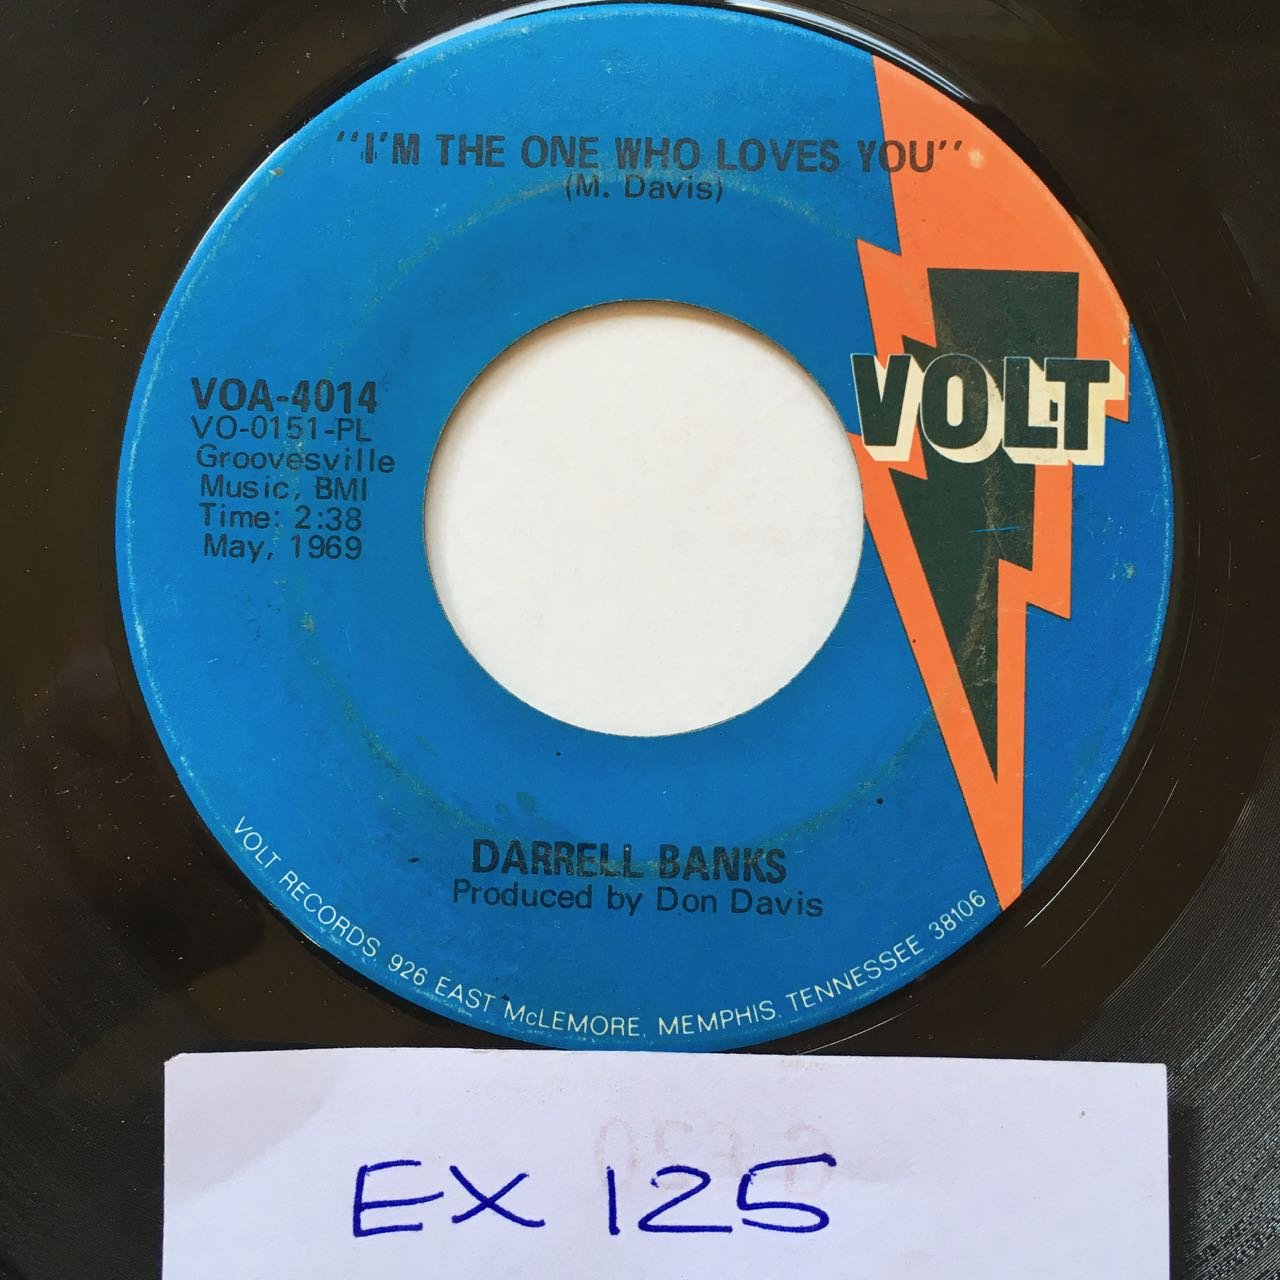 "I'M THE ONE WHO LOVES YOU"
(M. Davis)
VOLT
VOA-4014
VO-0151-PL
Groovesville
Music, BMI
Time: 2:38
May, 1969
DARRELL BANKS
Produced by Don Davis
VOLT RECORDS, 926 EAST McLEMORE, MEMPHIS, TENNESSEE 38106
EX 125